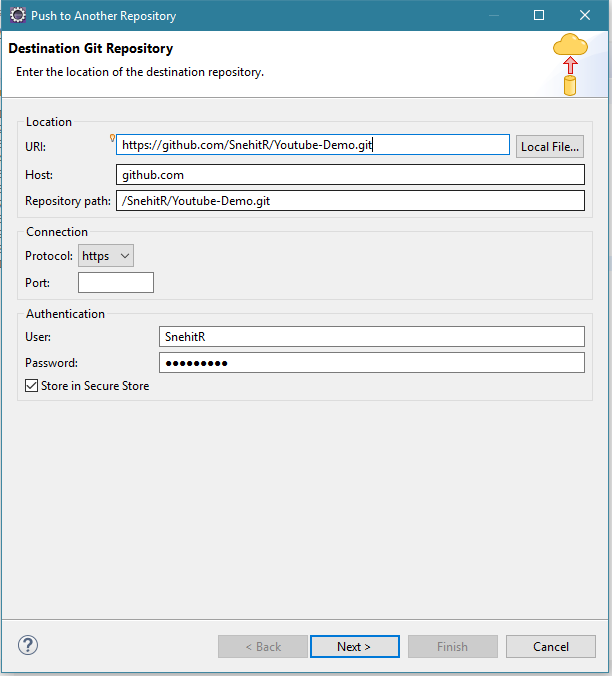 Push to Another Repository
Destination Git Repository
Enter the location of the destination repository.
Location
URI: https://github.com/SnehitR/Youtube-Demo.git Local File...
Host: github.com
Repository path: /SnehitR/Youtube-Demo.git
Connection
Protocol: https
Port:
Authentication
User: SnehitR
Password: ●●●●●●●●●
Store in Secure Store
? < Back Next > Finish Cancel